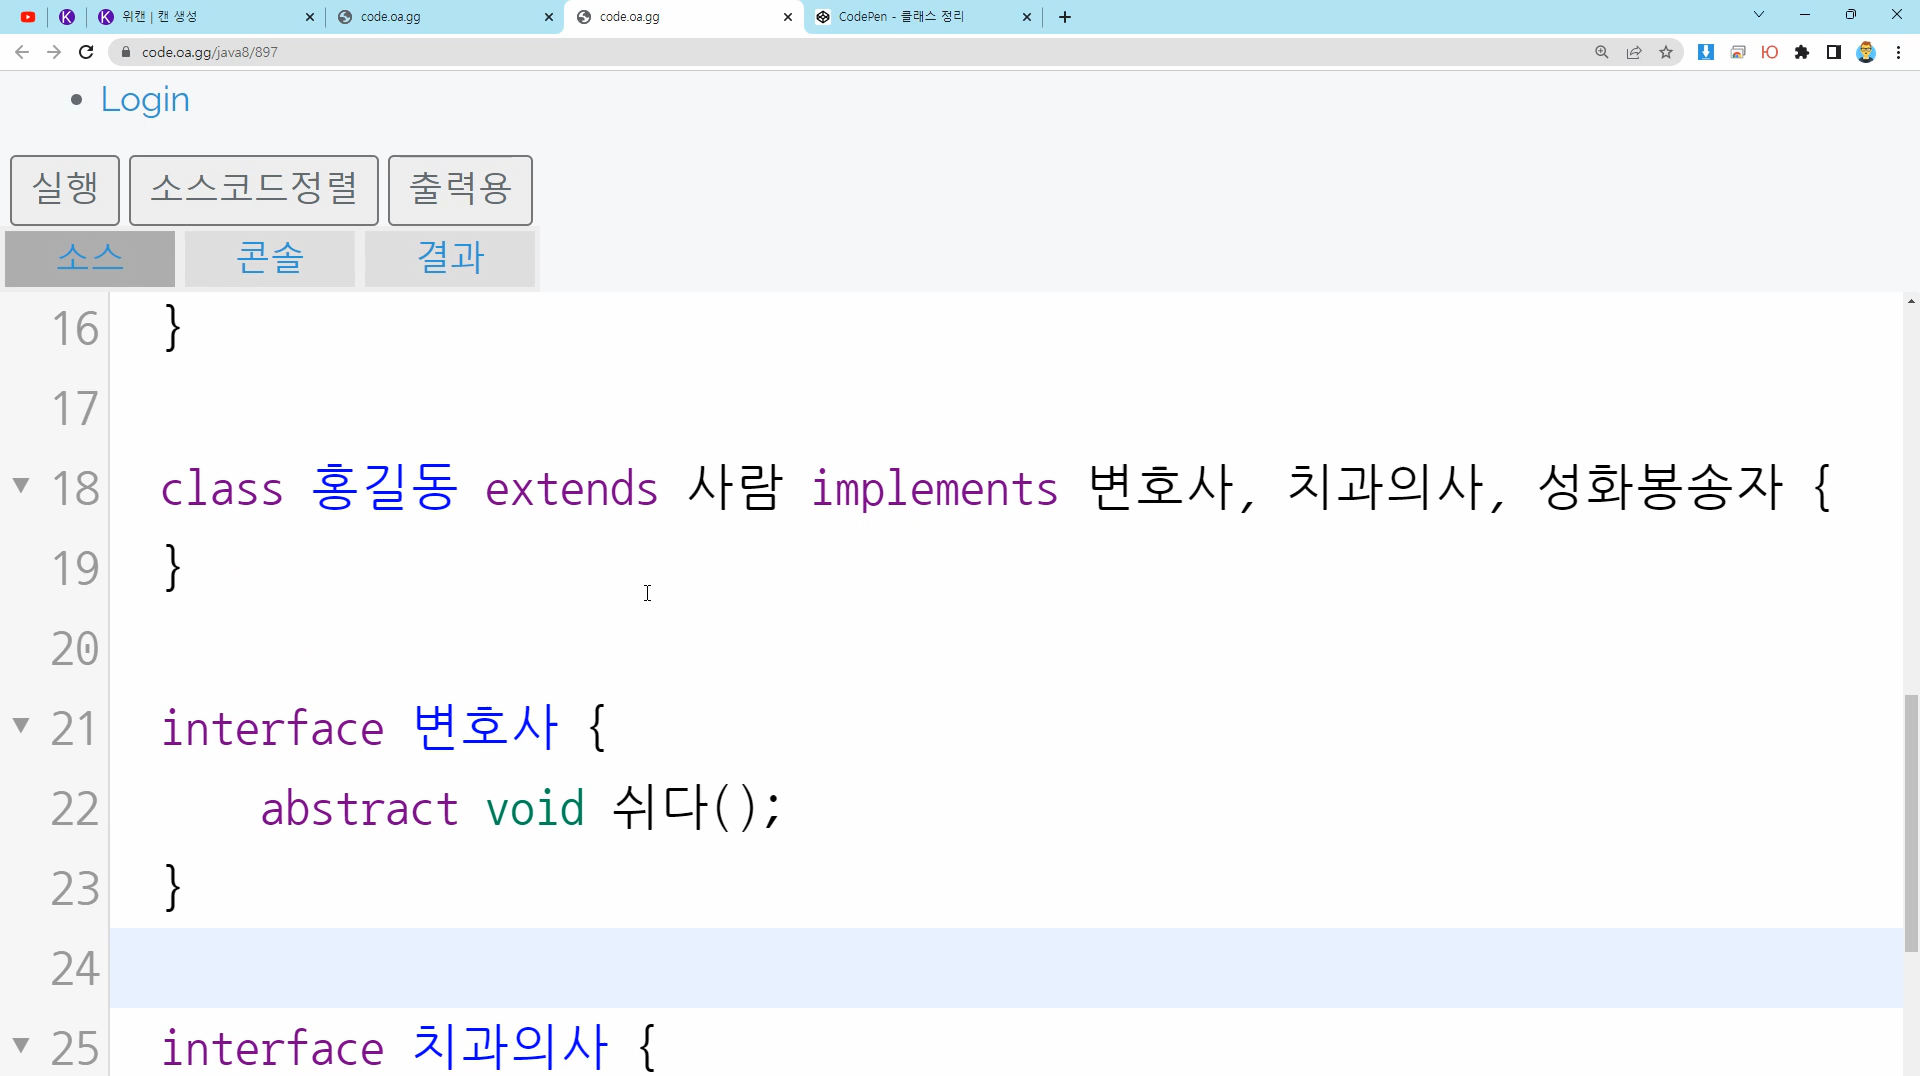 위캔 | 캔 생성
code.oa.gg
code.oa.gg
CodePen - 클래스 정리
code.oa.gg/java8/897
Login
실행 소스코드정렬 출력용
소스 콘솔 결과
16 }
17
18 class 홍길동 extends 사람 implements 변호사, 치과의사, 성화봉송자 {
19 }
20
21 interface 변호사 {
22 abstract void 쉬다();
23 }
24
25 interface 치과의사 {